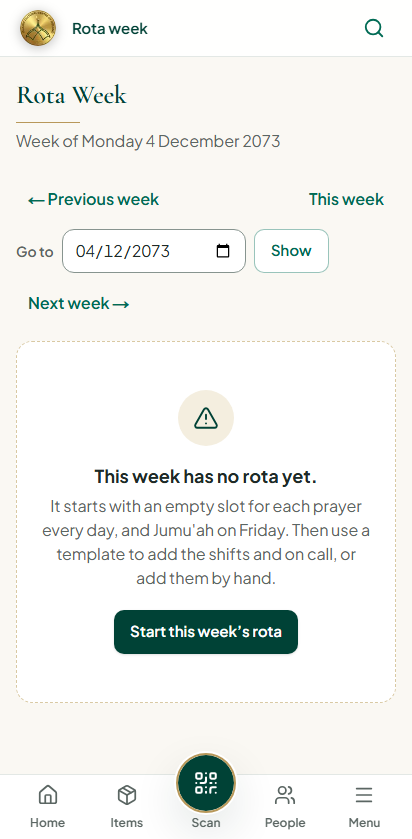 Rota week
Rota Week
Week of Monday 4 December 2073
← Previous week
This week
Go to
04/12/2073
Show
Next week →
This week has no rota yet.
It starts with an empty slot for each prayer
every day, and Jumu'ah on Friday. Then use a
template to add the shifts and on call, or
add them by hand.
Start this week’s rota
Home
Items
Scan
People
Menu